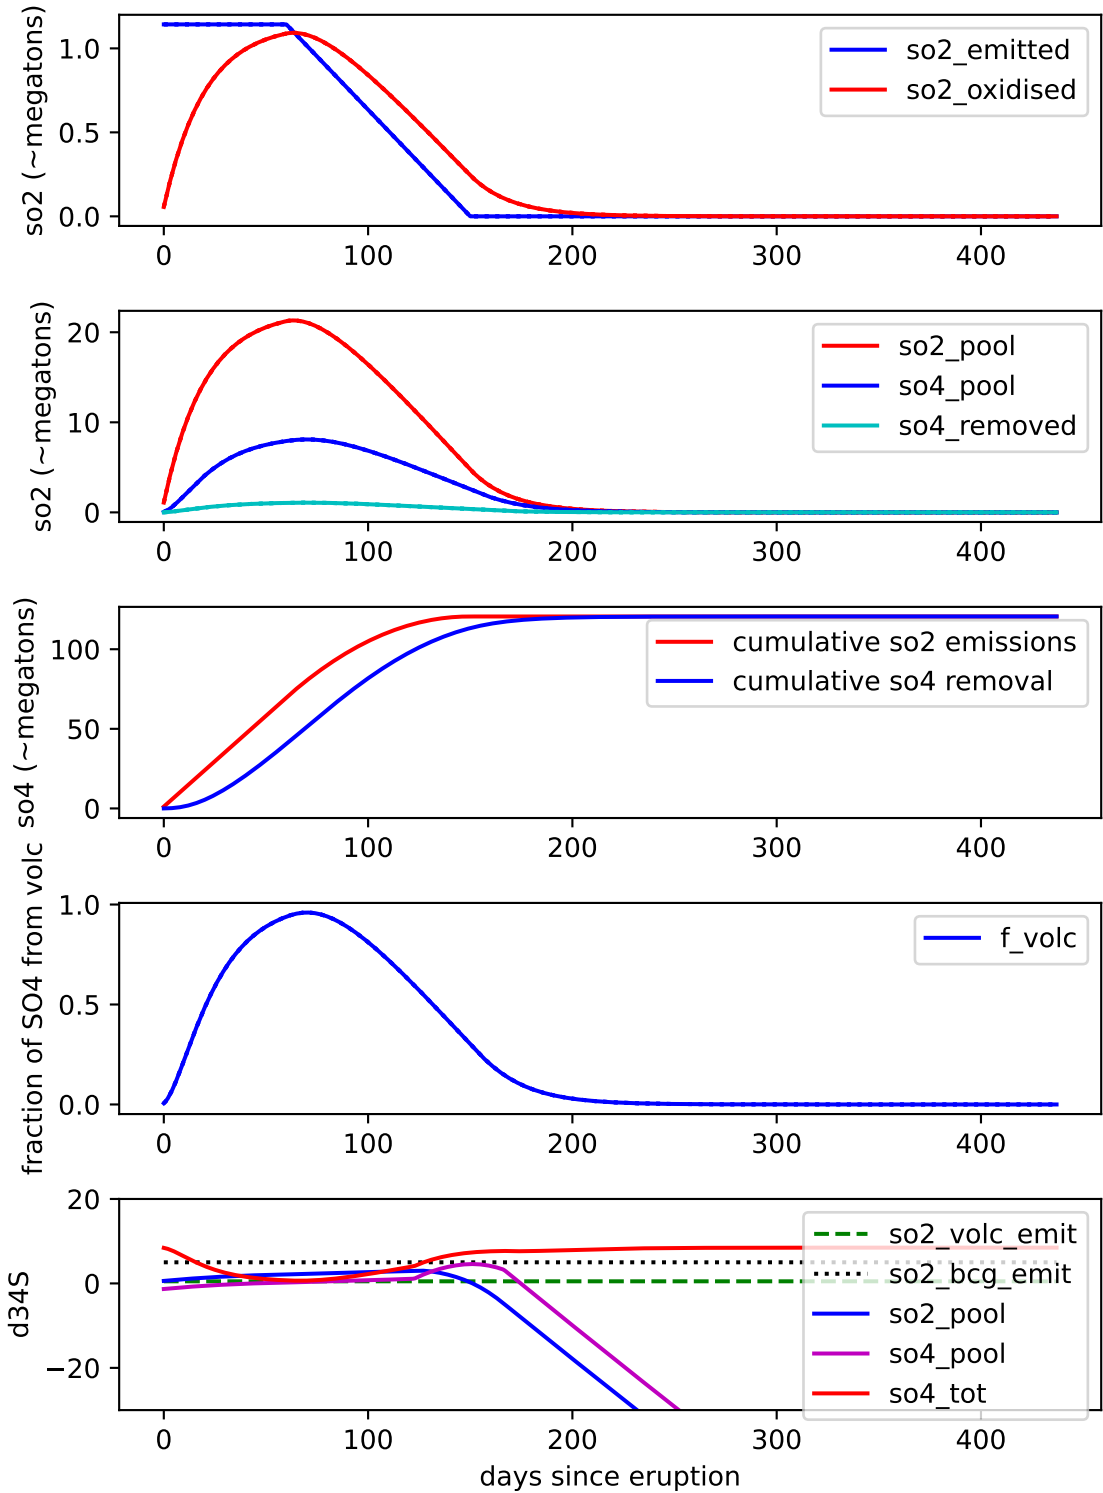 so2 (~megatons)
1.0
0.5
0.0
so2_emitted
so2_oxidised
0 100 200 300 400
so2 (~megatons)
20
10
0
so2_pool
so4_pool
so4_removed
0 100 200 300 400
so4 (~megatons)
100
50
0
cumulative so2 emissions
cumulative so4 removal
0 100 200 300 400
fraction of SO4 from volc
1.0
0.5
0.0
f_volc
0 100 200 300 400
d34S
20
0
−20
so2_volc_emit
so2_bcg_emit
so2_pool
so4_pool
so4_tot
0 100 200 300 400
days since eruption